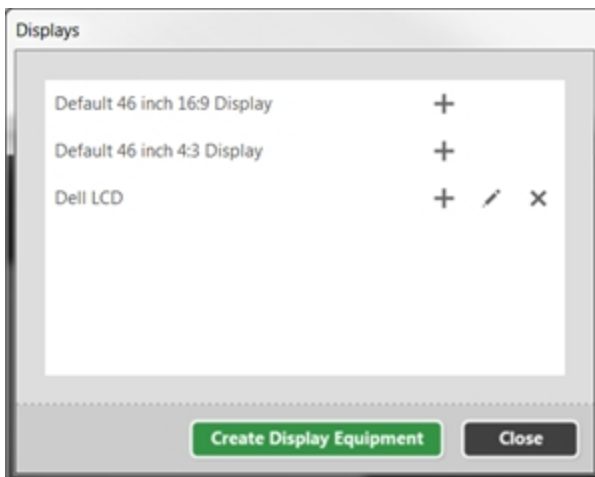 Displays
Default 46 inch 16:9 Display
Default 46 inch 4:3 Display
Dell LCD
Create Display Equipment
Close